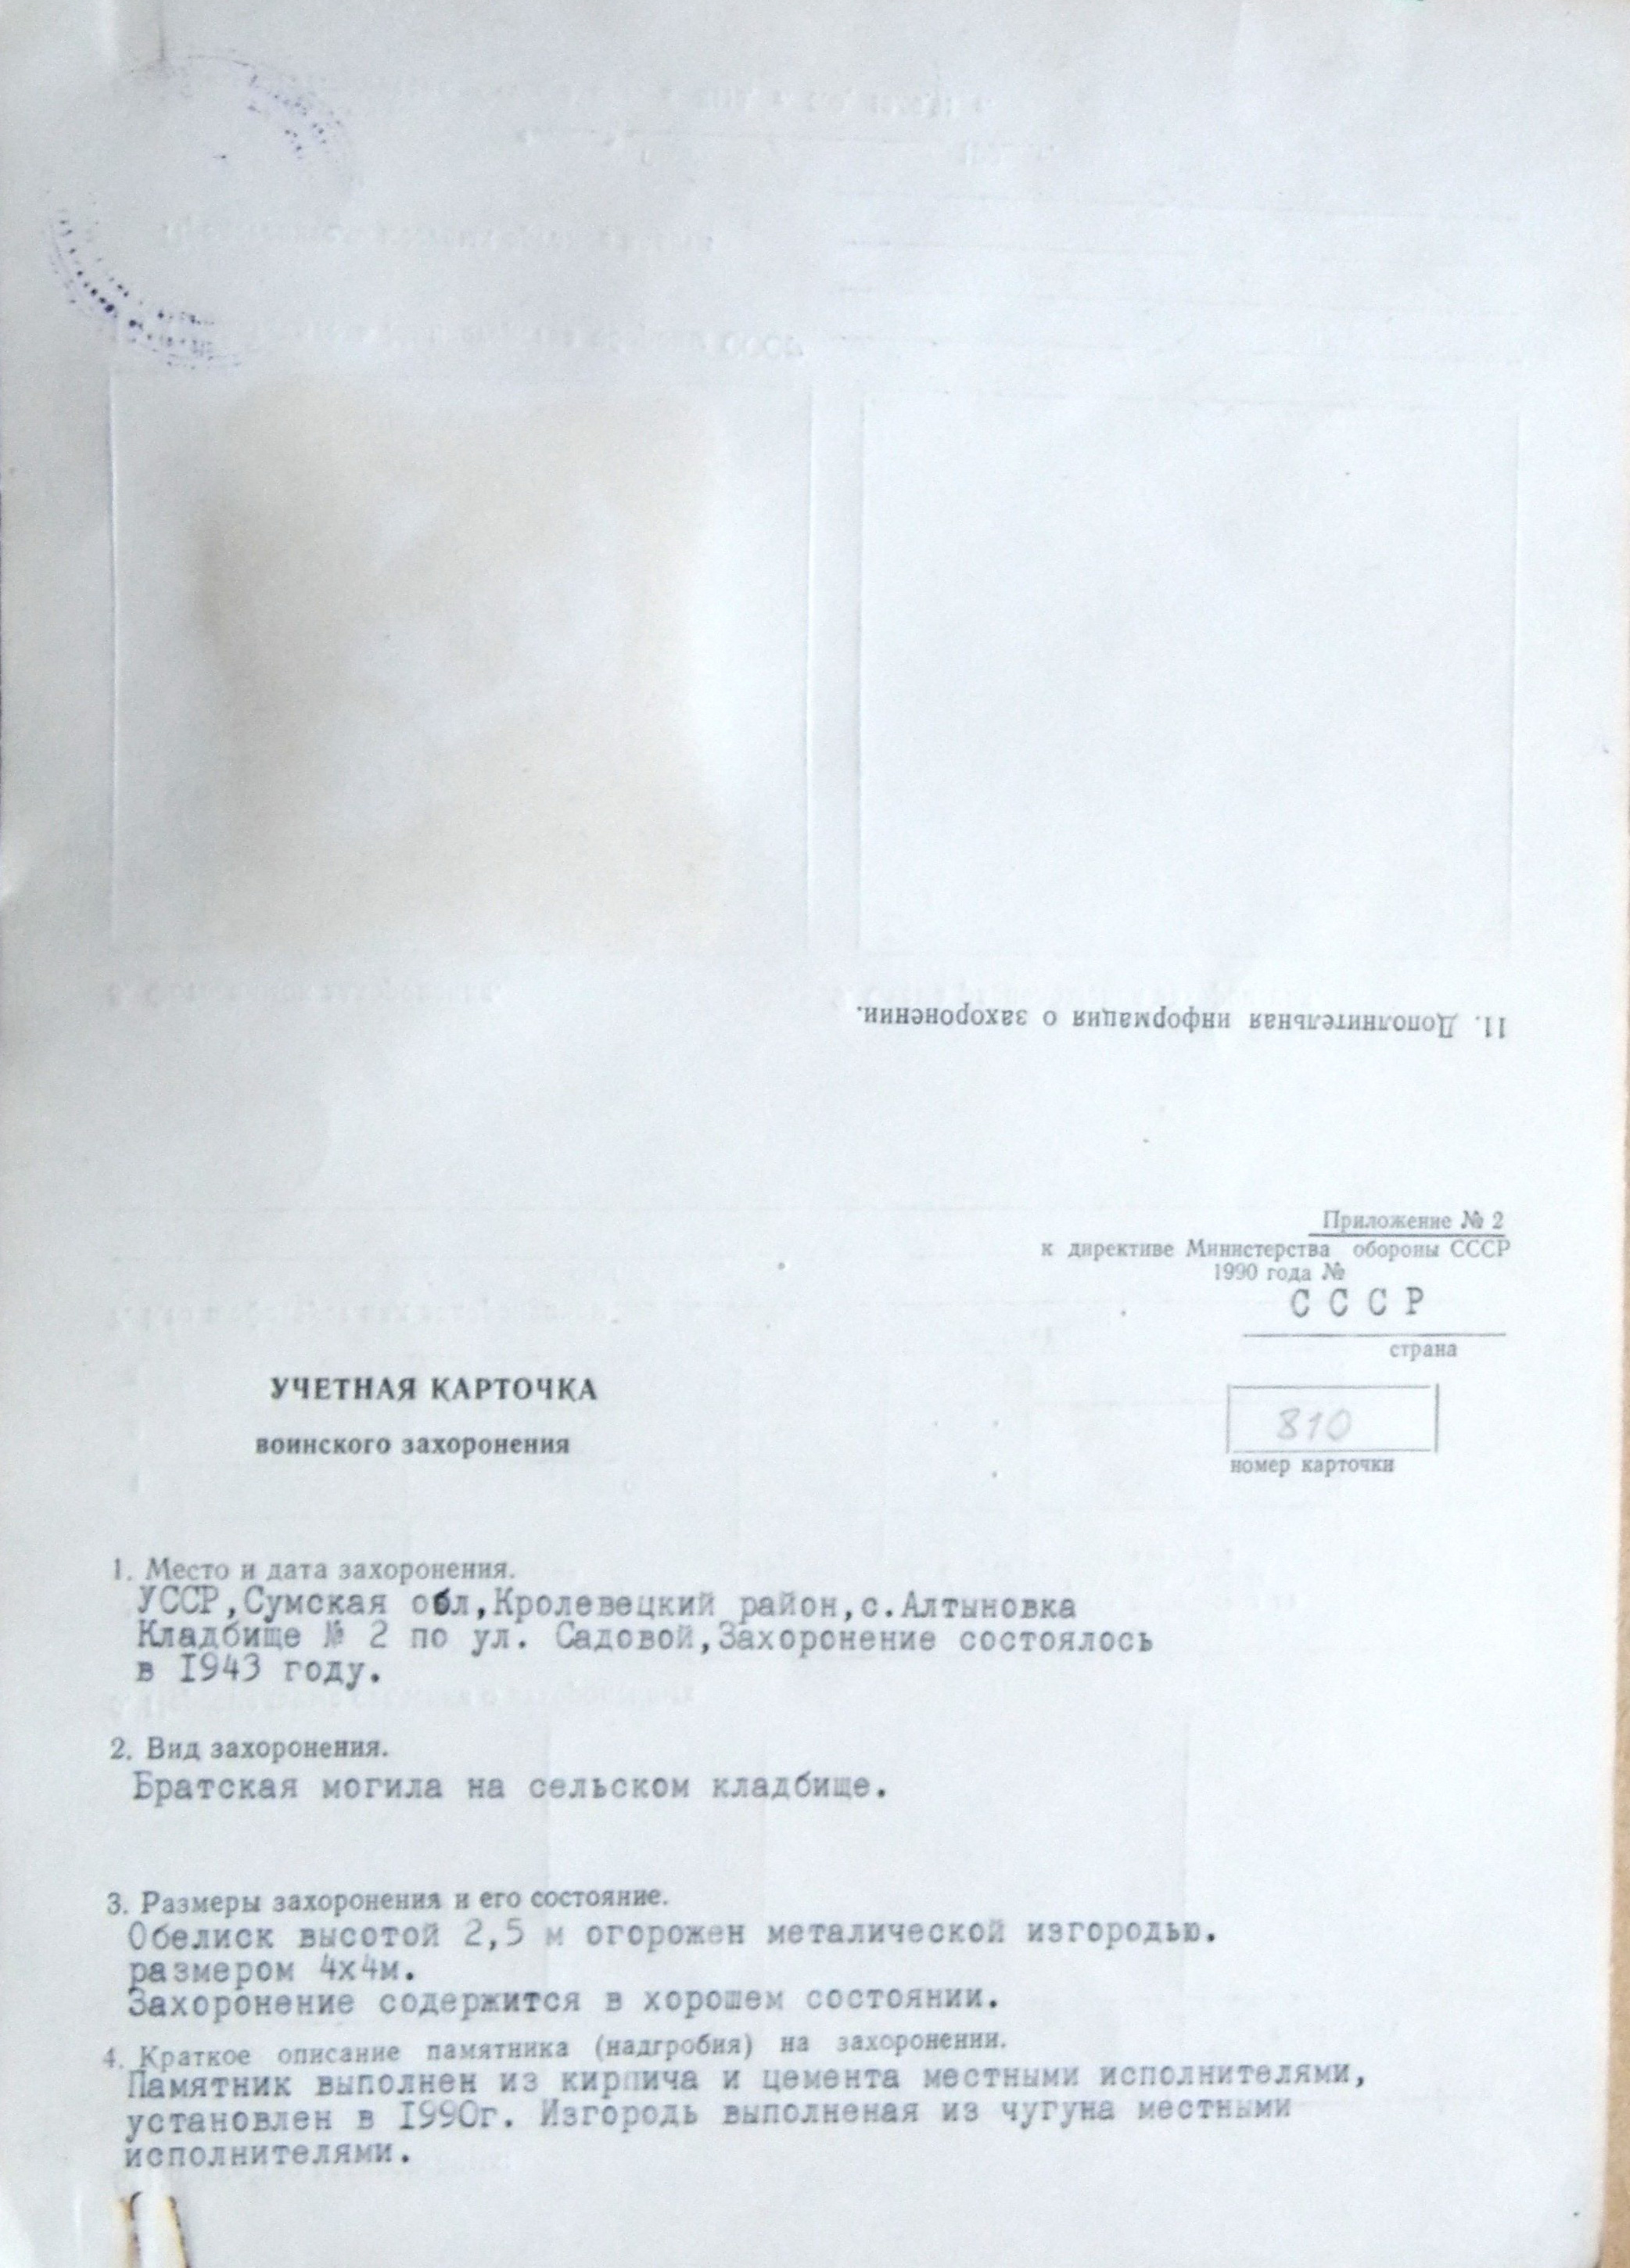 11. Дополнительная информация о захоронении.
Приложение № 2
к директиве Министерства обороны СССР
1990 года №
С С С Р
страна
УЧЕТНАЯ КАРТОЧКА
воинского захоронения
810
номер карточки
1. Место и дата захоронения.
УССР,Сумская обл,Кролевецкий район,с.Алтыновка
Кладбище № 2 по ул. Садовой,Захоронение состоялось
в 1943 году.
2. Вид захоронения.
Братская могила на сельском кладбище.
3. Размеры захоронения и его состояние.
Обелиск высотой 2,5 м огорожен металической изгородью.
размером 4х4м.
Захоронение содержится в хорошем состоянии.
4. Краткое описание памятника (надгробия) на захоронении.
Памятник выполнен из кирпича и цемента местными исполнителями,
установлен в 1990г. Изгородь выполненая из чугуна местными
исполнителями.